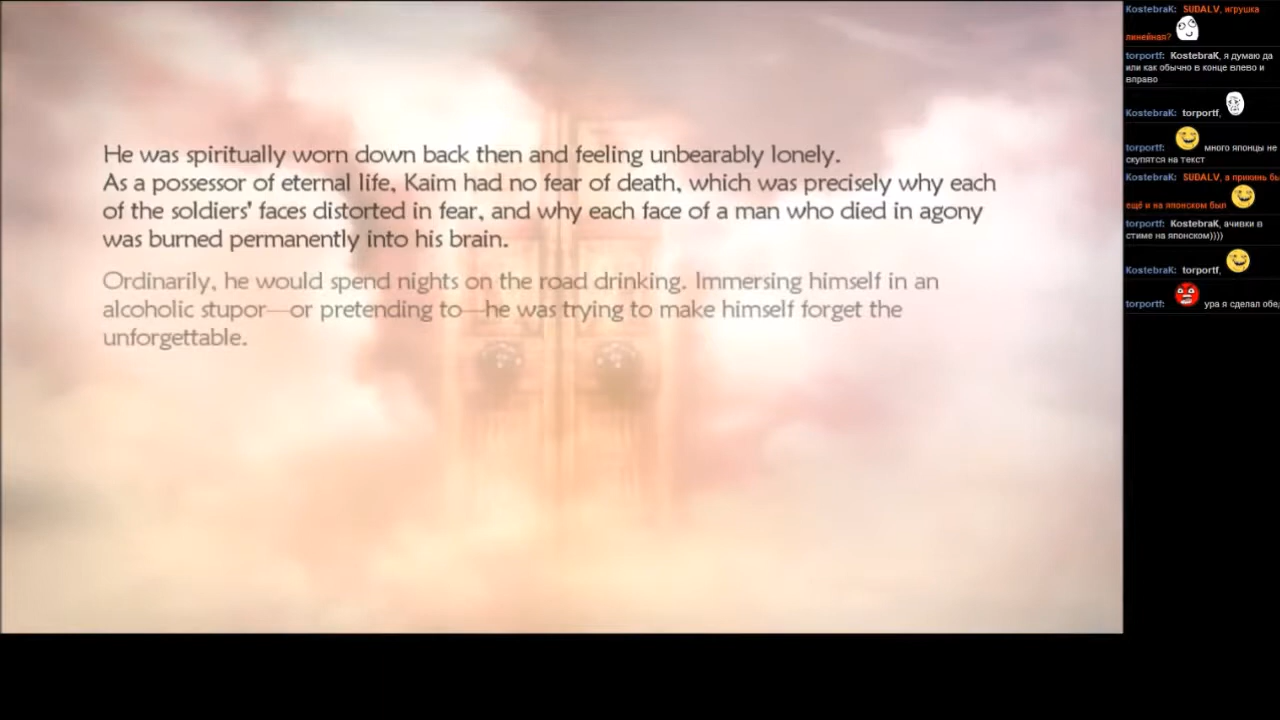 He was spiritually worn down back then and feeling unbearably lonely.
As a possessor of eternal life, Kaim had no fear of death, which was precisely why each
of the soldiers' faces distorted in fear, and why each face of a man who died in agony
was burned permanently into his brain.
Ordinarily, he would spend nights on the road drinking. Immersing himself in an
alcoholic stupor—or pretending to—he was trying to make himself forget the
unforgettable.
KostebraK: SUDALV, игрушка
линейная?
torportf: KostebraK, я думаю да
или как обычно в конце влево и
вправо
KostebraK: torportf,
torportf: много японцы не
скупятся на текст
KostebraK: SUDALV, а прикинь бы
ещё и на японском был
torportf: KostebraK, ачивки в
стиме на японском))))
KostebraK: torportf,
torportf: ура я сделал обе